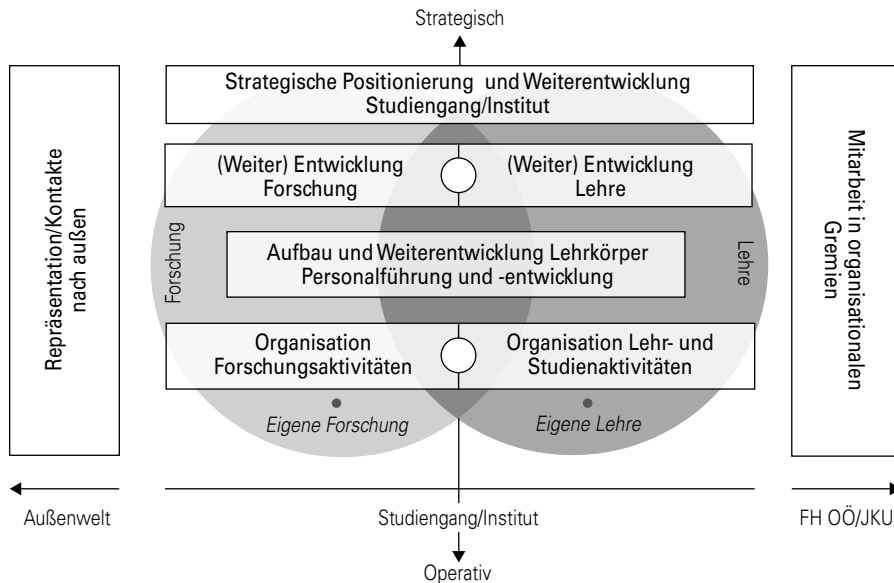 Strategisch
Strategische Positionierung und Weiterentwicklung
Studiengang/Institut
(Weiter) Entwicklung
Forschung
(Weiter) Entwicklung
Lehre
Repräsentation/Kontakte
nach außen
Forschung
Aufbau und Weiterentwicklung Lehrkörper
Personalführung und -entwicklung
Lehre
Mitarbeit in organisationalen
Gremien
Organisation
Forschungsaktivitäten
Organisation Lehr- und
Studienaktivitäten
Eigene Forschung
Eigene Lehre
Außenwelt
Studiengang/Institut
FH OÖ/JKU
Operativ